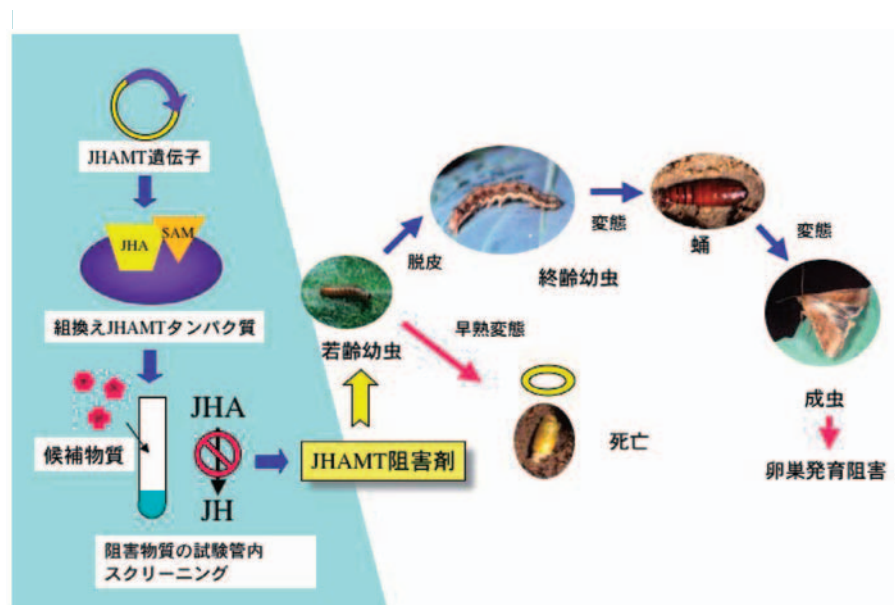 JHAMT遺伝子
JHA
SAM
組換えJHAMTタンパク質
候補物質
JHA
JH
阻害物質の試験管内
スクリーニング
JHAMT阻害剤
若齢幼虫
脱皮
終齢幼虫
変態
蛹
変態
成虫
卵巣発育阻害
早熟変態
死亡